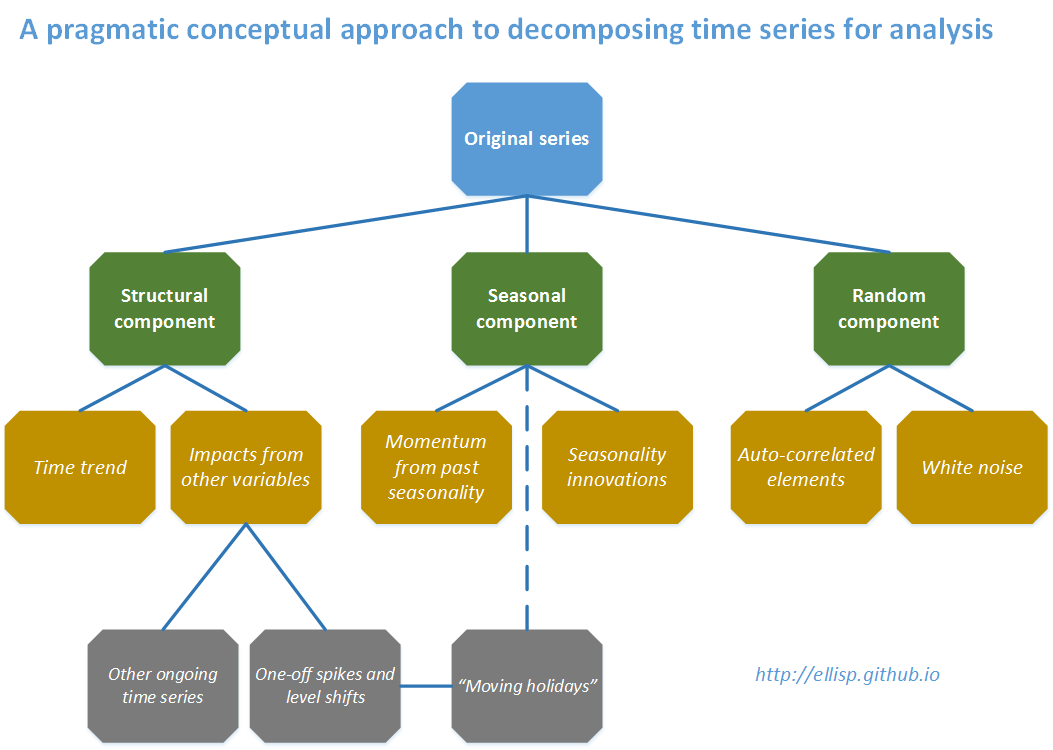 A pragmatic conceptual approach to decomposing time series for analysis
Original series
Structural
component
Seasonal
component
Random
component
Time trend
Impacts from
other variables
Momentum
from past
seasonality
Seasonality
innovations
Auto-correlated
elements
White noise
Other ongoing
time series
One-off spikes and
level shifts
“Moving holidays”
http://ellisp.github.io